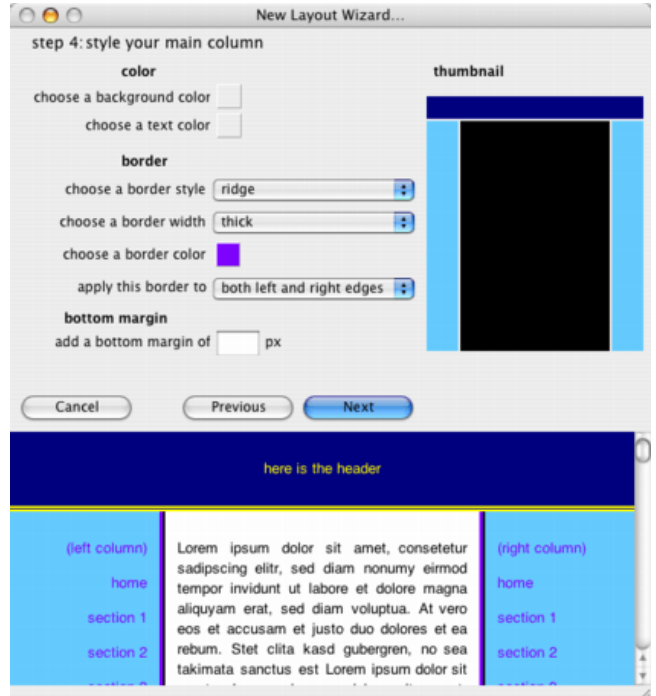 New Layout Wizard...
step 4: style your main column
color
thumbnail
choose a background color
choose a text color
border
choose a border style ridge
choose a border width thick
choose a border color
apply this border to both left and right edges
bottom margin
add a bottom margin of px
Cancel Previous Next
here is the header
(left column)
home
section 1
section 2
Lorem ipsum dolor sit amet, consetetur
sadipscing elitr, sed diam nonumy eirmod
tempor invidunt ut labore et dolore magna
aliquyam erat, sed diam voluptua. At vero
eos et accusam et justo duo dolores et ea
rebum. Stet clita kasd gubergren, no sea
takimata sanctus est Lorem ipsum dolor sit
(right column)
home
section 1
section 2